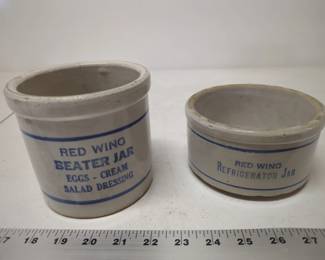 RED WING
BEATER JAR
EGGS - CREAM
SALAD DRESSING
RED WING
REFRIGERATOR JAR
17 18 19 20 21 22 23 24 25 26 27